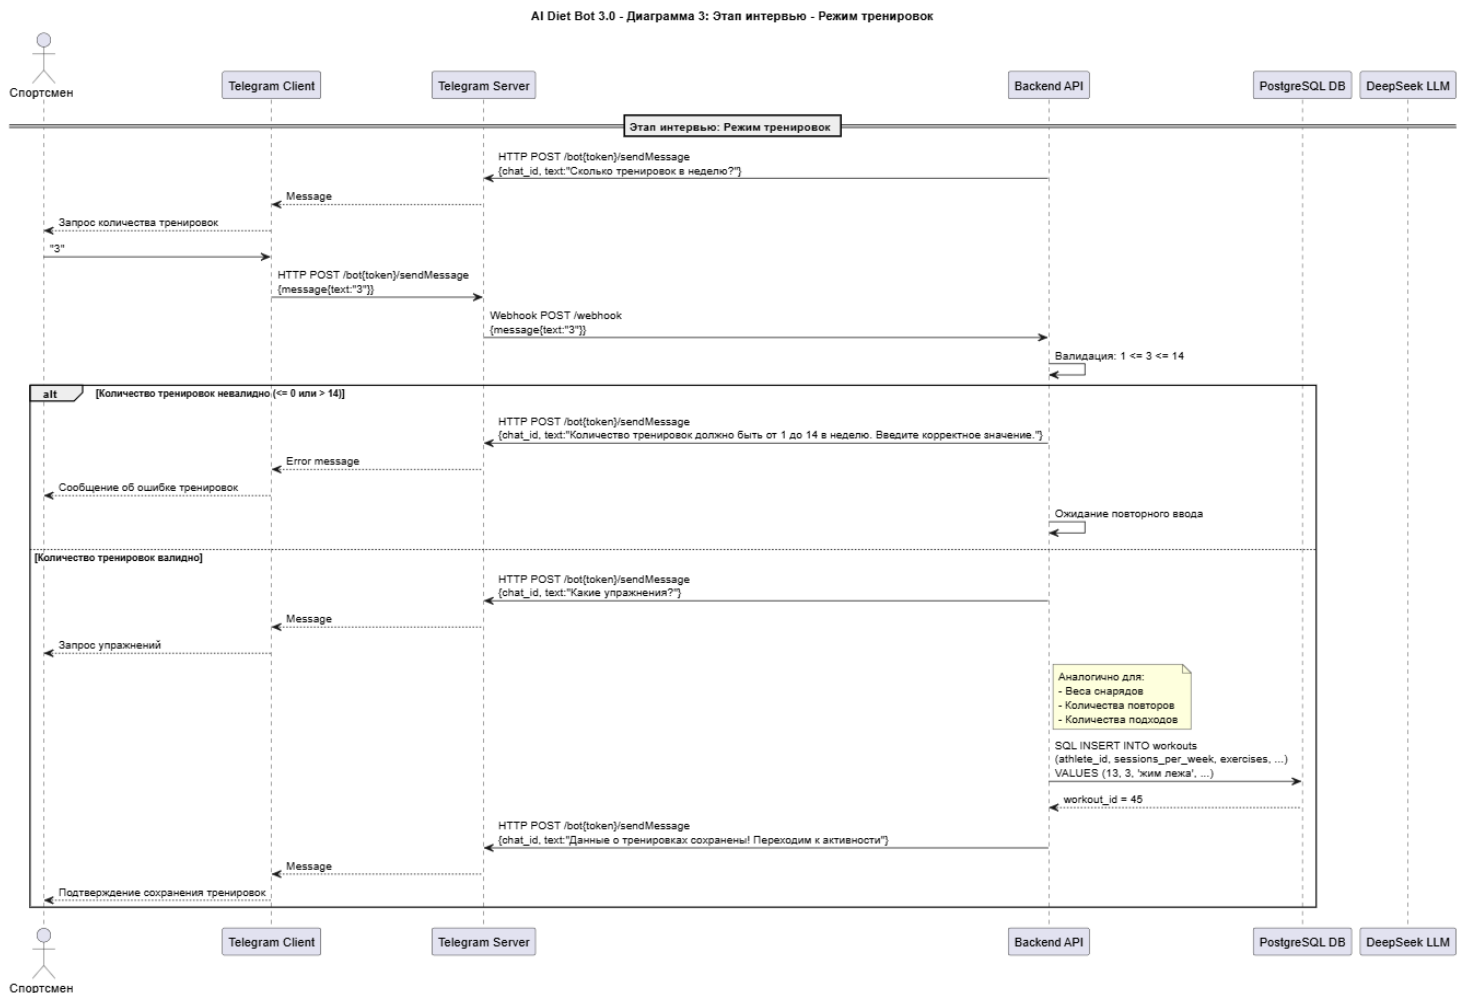 AI Diet Bot 3.0 - Диаграмма 3: Этап интервью - Режим тренировок
Спортсмен
Telegram Client
Telegram Server
Backend API
PostgreSQL DB
DeepSeek LLM
Этап интервью: Режим тренировок
HTTP POST /bot{token}/sendMessage
{chat_id, text:"Сколько тренировок в неделю?"}
Message
Запрос количества тренировок
"3"
HTTP POST /bot{token}/sendMessage
{message{text:"3"}}
Webhook POST /webhook
{message{text:"3"}}
Валидация: 1 <= 3 <= 14
alt
[Количество тренировок невалидно (<= 0 или > 14)]
HTTP POST /bot{token}/sendMessage
{chat_id, text:"Количество тренировок должно быть от 1 до 14 в неделю. Введите корректное значение."}
Error message
Сообщение об ошибке тренировок
Ожидание повторного ввода
[Количество тренировок валидно]
HTTP POST /bot{token}/sendMessage
{chat_id, text:"Какие упражнения?"}
Message
Запрос упражнений
Аналогично для:
- Веса снарядов
- Количества повторов
- Количества подходов
SQL INSERT INTO workouts
(athlete_id, sessions_per_week, exercises, ...)
VALUES (13, 3, 'жим лежа', ...)
workout_id = 45
HTTP POST /bot{token}/sendMessage
{chat_id, text:"Данные о тренировках сохранены! Переходим к активности"}
Message
Подтверждение сохранения тренировок
Telegram Client
Telegram Server
Backend API
PostgreSQL DB
DeepSeek LLM
Спортсмен